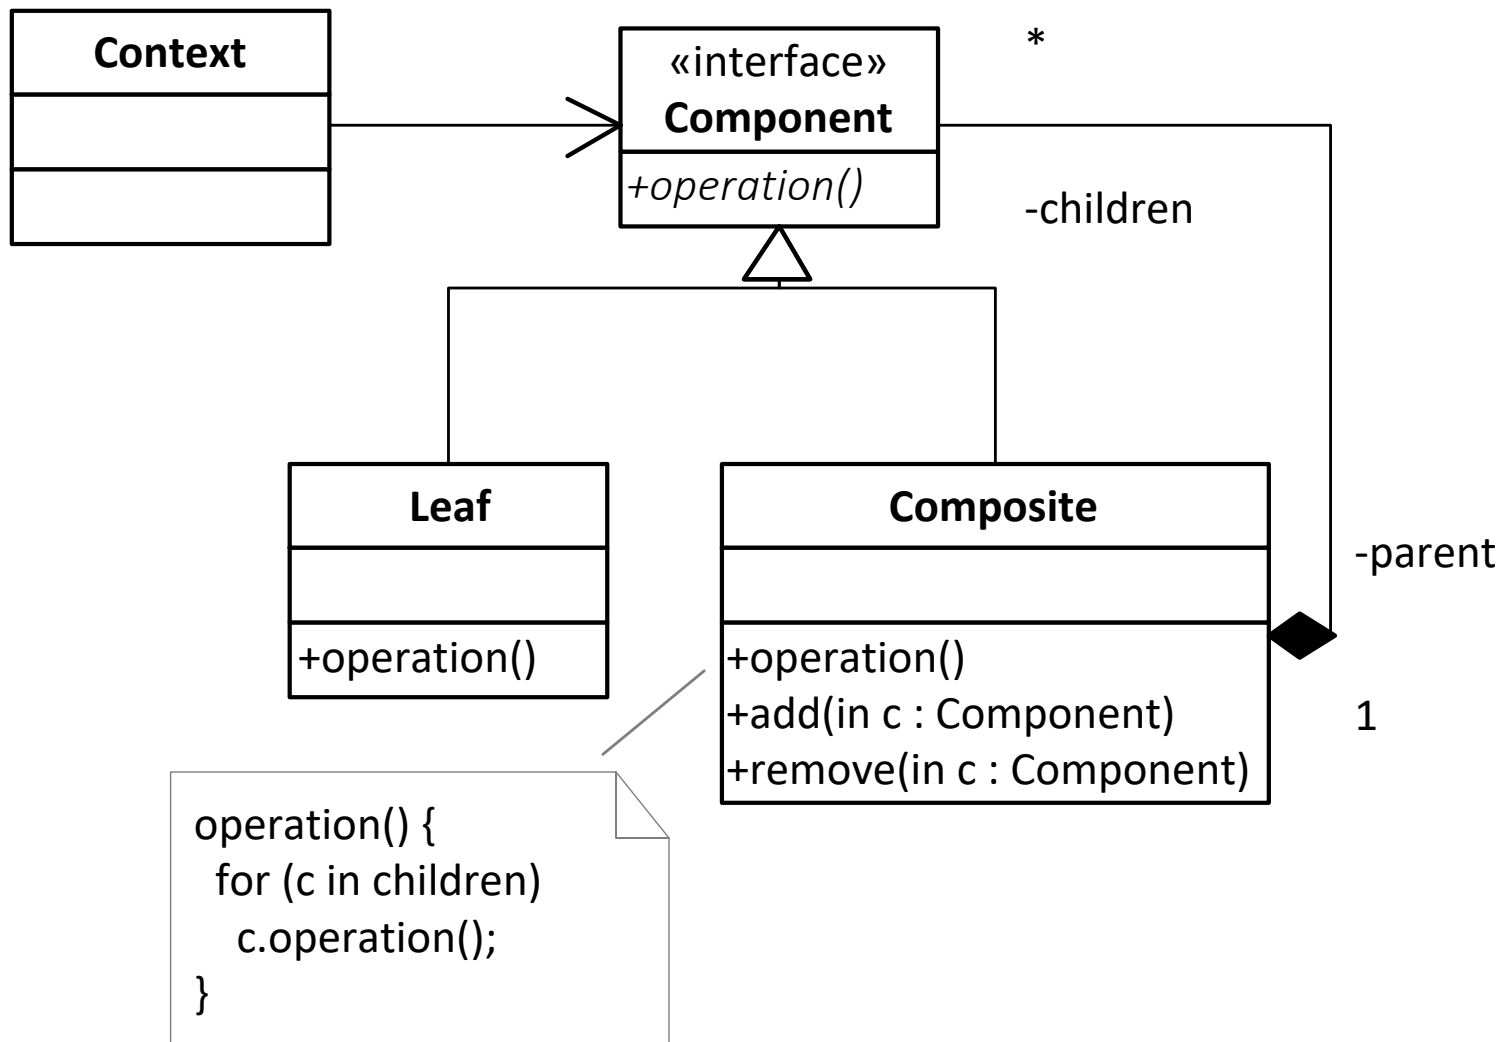 Context
«interface»
Component
+operation()
*
-children
Leaf
+operation()
Composite
+operation()
+add(in c : Component)
+remove(in c : Component)
-parent
1
operation() {
for (c in children)
c.operation();
}